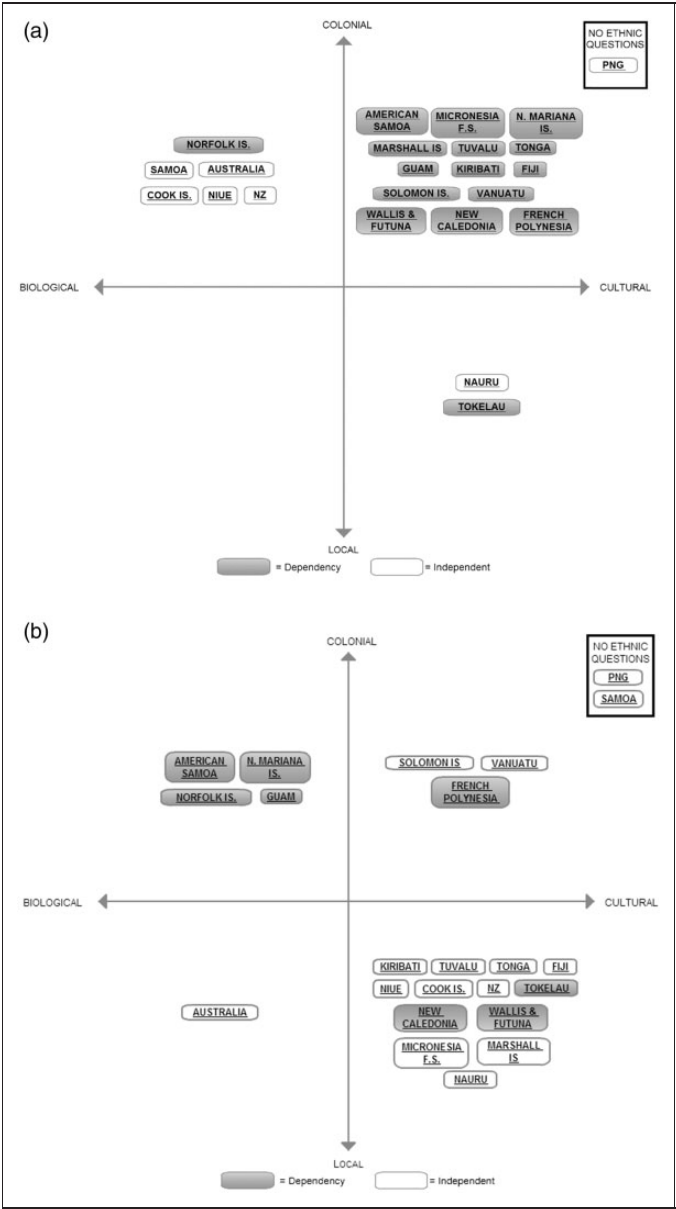 (a)
COLONIAL
NO ETHNIC
QUESTIONS
PNG
NORFOLK IS.
SAMOA AUSTRALIA
COOK IS. NIUE NZ
AMERICAN
SAMOA
MICRONESIA
F.S.
N. MARIANA
IS.
MARSHALL IS TUVALU TONGA
GUAM KIRIBATI FIJI
SOLOMON IS. VANUATU
WALLIS &
FUTUNA
NEW
CALEDONIA
FRENCH
POLYNESIA
BIOLOGICAL
CULTURAL
NAURU
TOKELAU
LOCAL
= Dependency = Independent
(b)
COLONIAL
NO ETHNIC
QUESTIONS
PNG
SAMOA
AMERICAN
SAMOA
N. MARIANA
IS.
NORFOLK IS. GUAM
SOLOMON IS VANUATU
FRENCH
POLYNESIA
BIOLOGICAL
CULTURAL
AUSTRALIA
KIRIBATI TUVALU TONGA FIJI
NIUE COOK IS. NZ TOKELAU
NEW
CALEDONIA
WALLIS &
FUTUNA
MICRONESIA
F.S.
MARSHALL
IS
NAURU
LOCAL
= Dependency = Independent